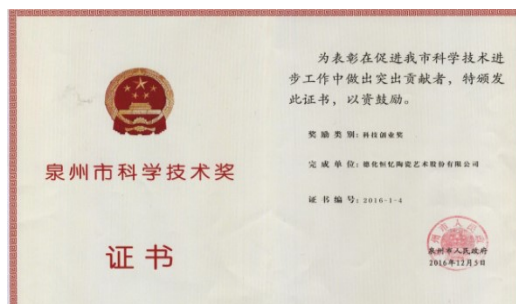 泉州市科学技术奖
证书
为表彰在促进我市科学技术进
步工作中做出突出贡献者，特颁发
此证书，以资鼓励。
奖励类别：科技创业奖
完成单位：德化恒忆陶瓷艺术股份有限公司
证书编号：2016-1-4
泉州市人民政府
2016年12月5日